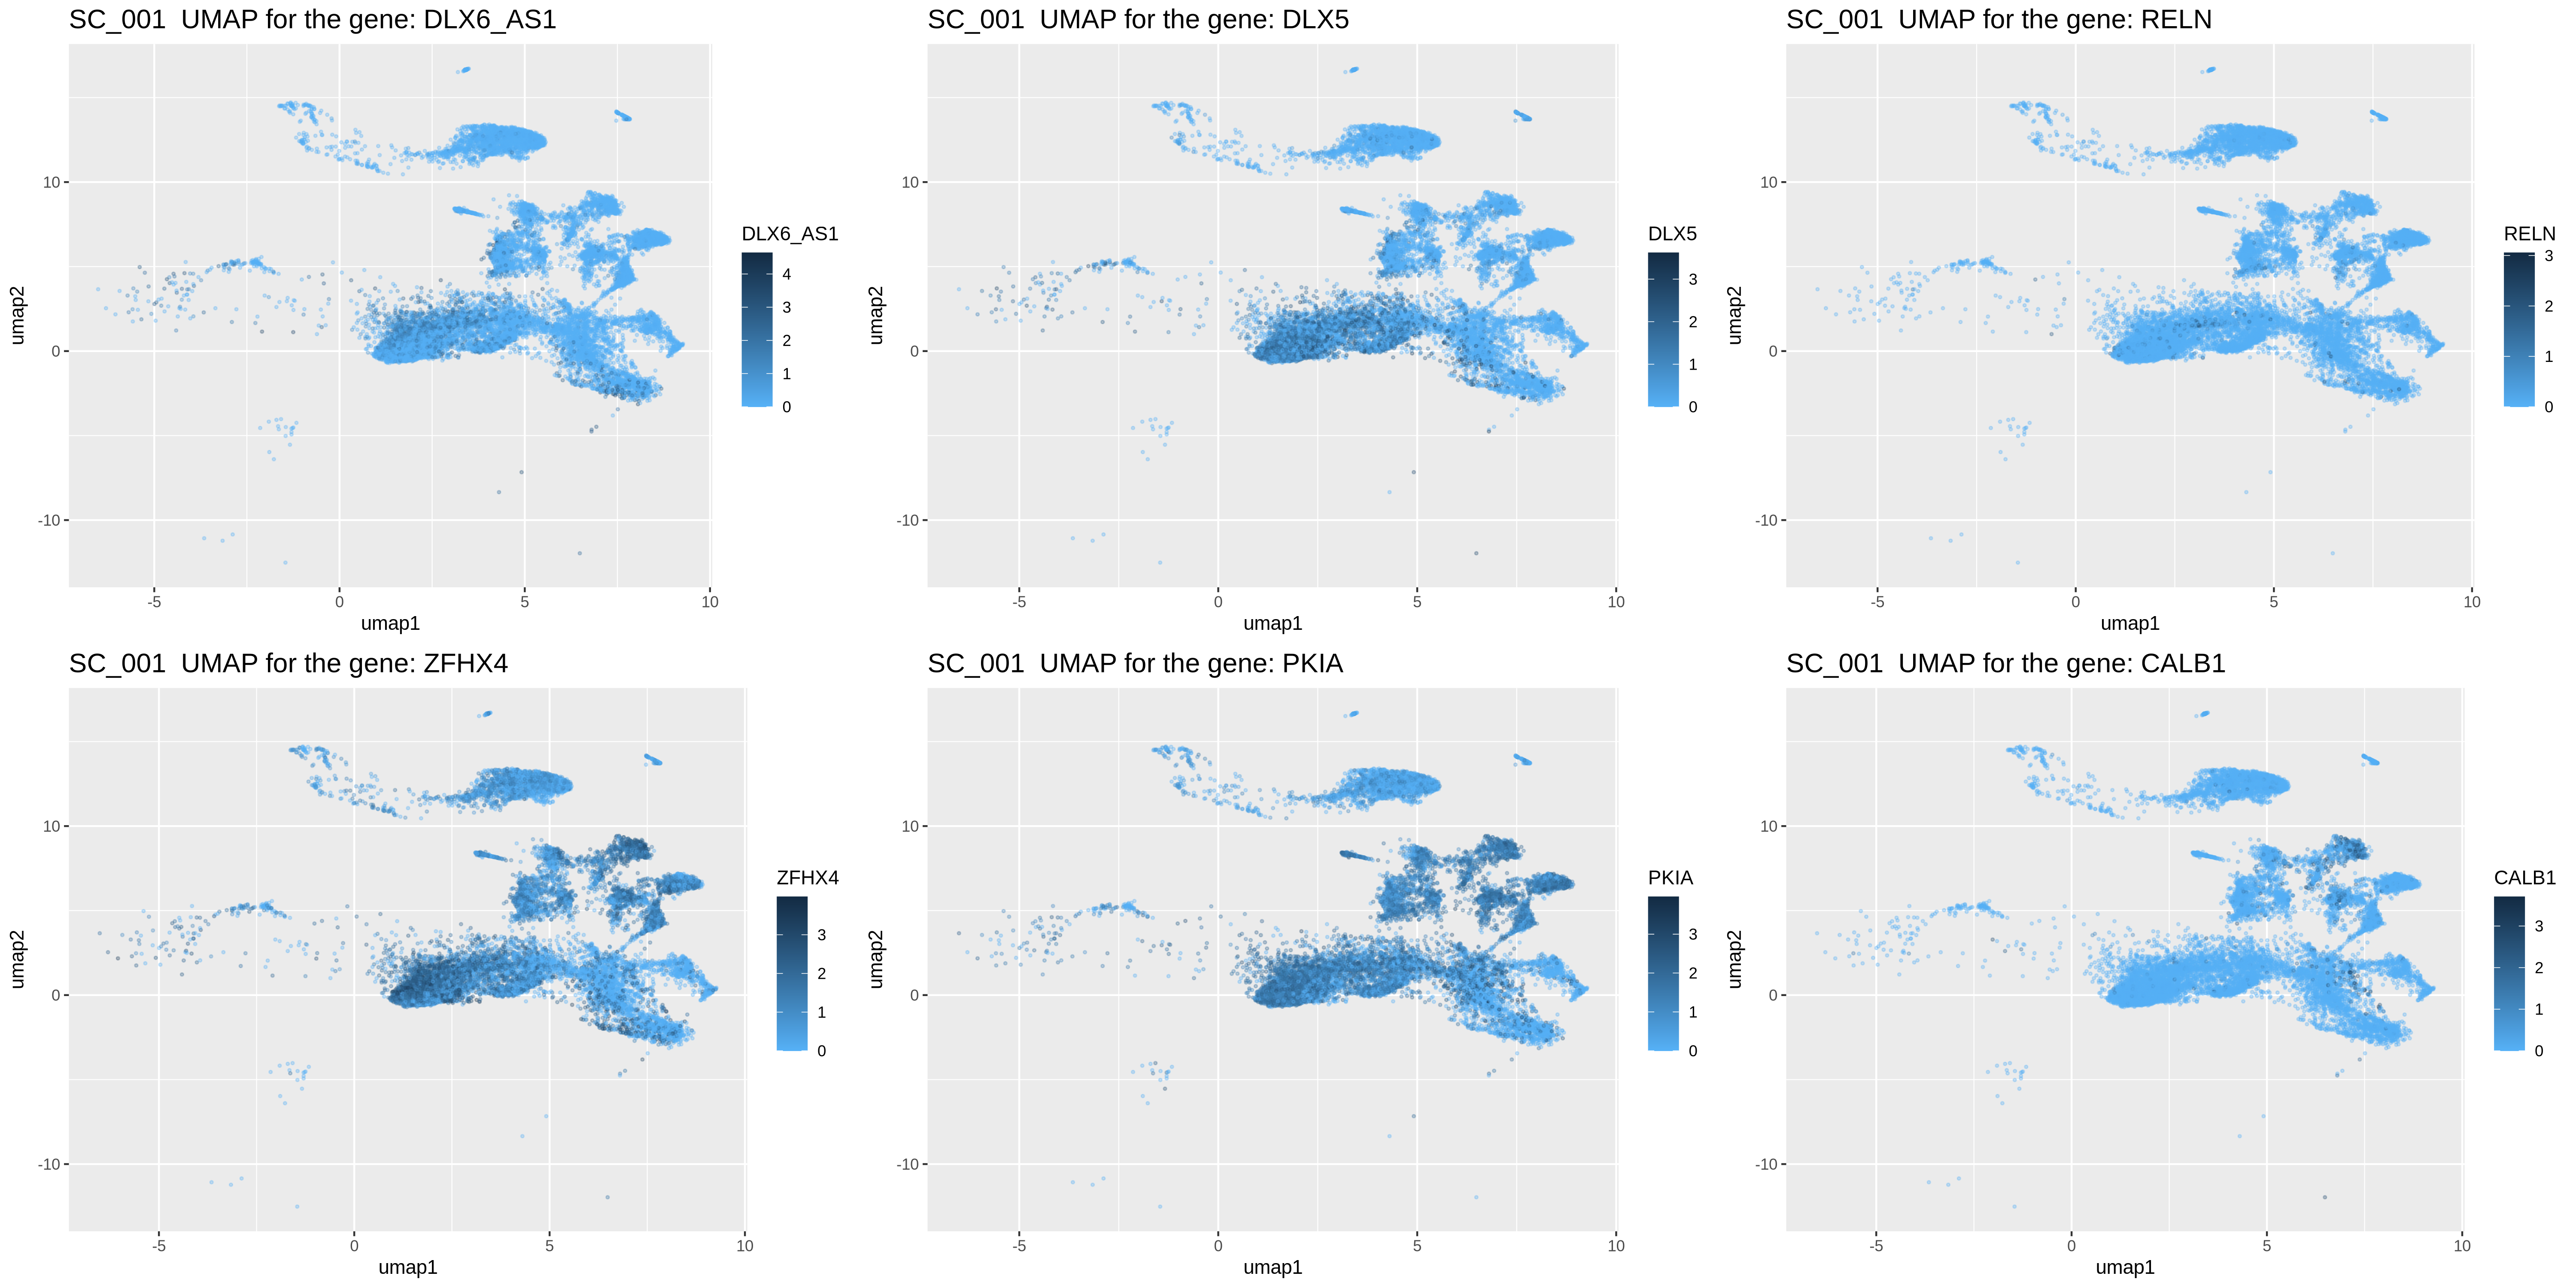 SC_001  UMAP for the gene: DLX6_AS1
SC_001  UMAP for the gene: DLX5
SC_001  UMAP for the gene: RELN
10
0
-10
-5
0
5
10
umap1
umap2
DLX6_AS1
4
3
2
1
0
10
0
-10
-5
0
5
10
umap1
umap2
DLX5
3
2
1
0
10
0
-10
-5
0
5
10
umap1
umap2
RELN
3
2
1
0
SC_001  UMAP for the gene: ZFHX4
SC_001  UMAP for the gene: PKIA
SC_001  UMAP for the gene: CALB1
10
0
-10
-5
0
5
10
umap1
umap2
ZFHX4
3
2
1
0
10
0
-10
-5
0
5
10
umap1
umap2
PKIA
3
2
1
0
10
0
-10
-5
0
5
10
umap1
umap2
CALB1
3
2
1
0